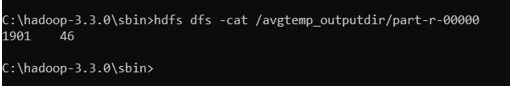 C:\hadoop-3.3.0\sbin>hdfs dfs -cat /avgtemp_outputdir/part-r-00000
1901    46
C:\hadoop-3.3.0\sbin>